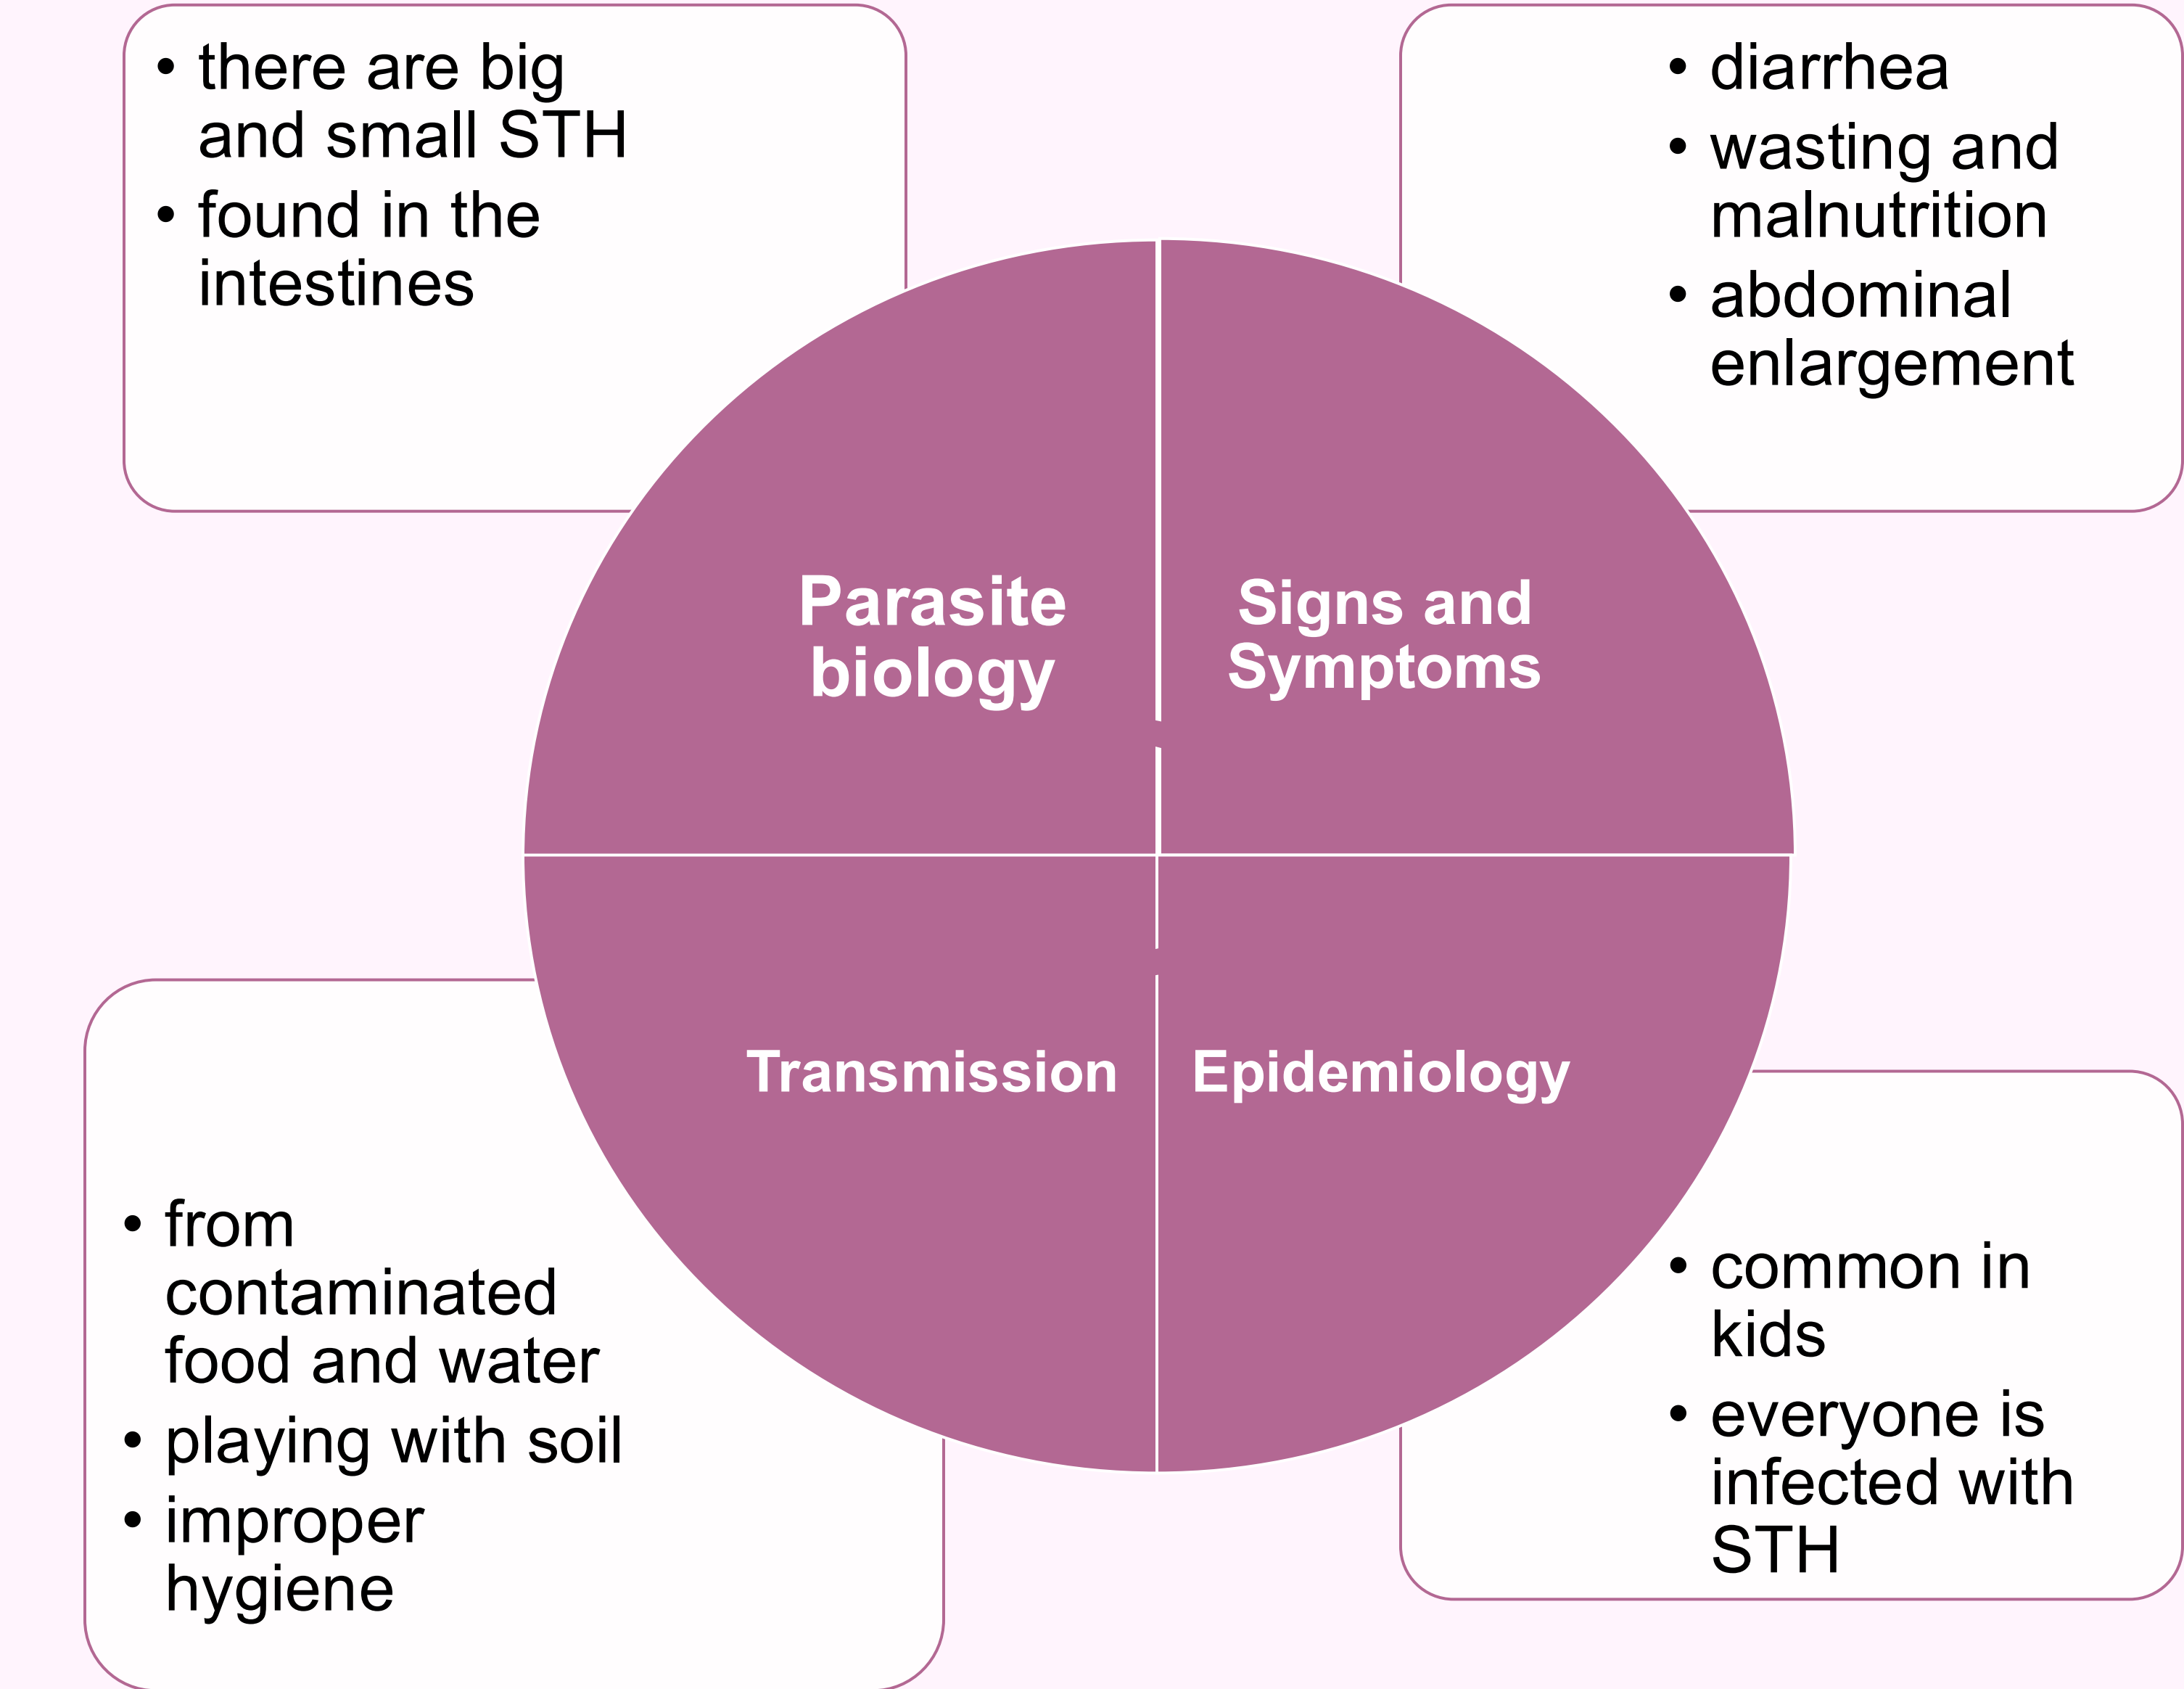 • there are big
and small STH
• found in the
intestines
• diarrhea
• wasting and
malnutrition
• abdominal
enlargement
Parasite
biology
Signs and
Symptoms
Transmission
Epidemiology
• from
contaminated
food and water
• playing with soil
• improper
hygiene
• common in
kids
• everyone is
infected with
STH